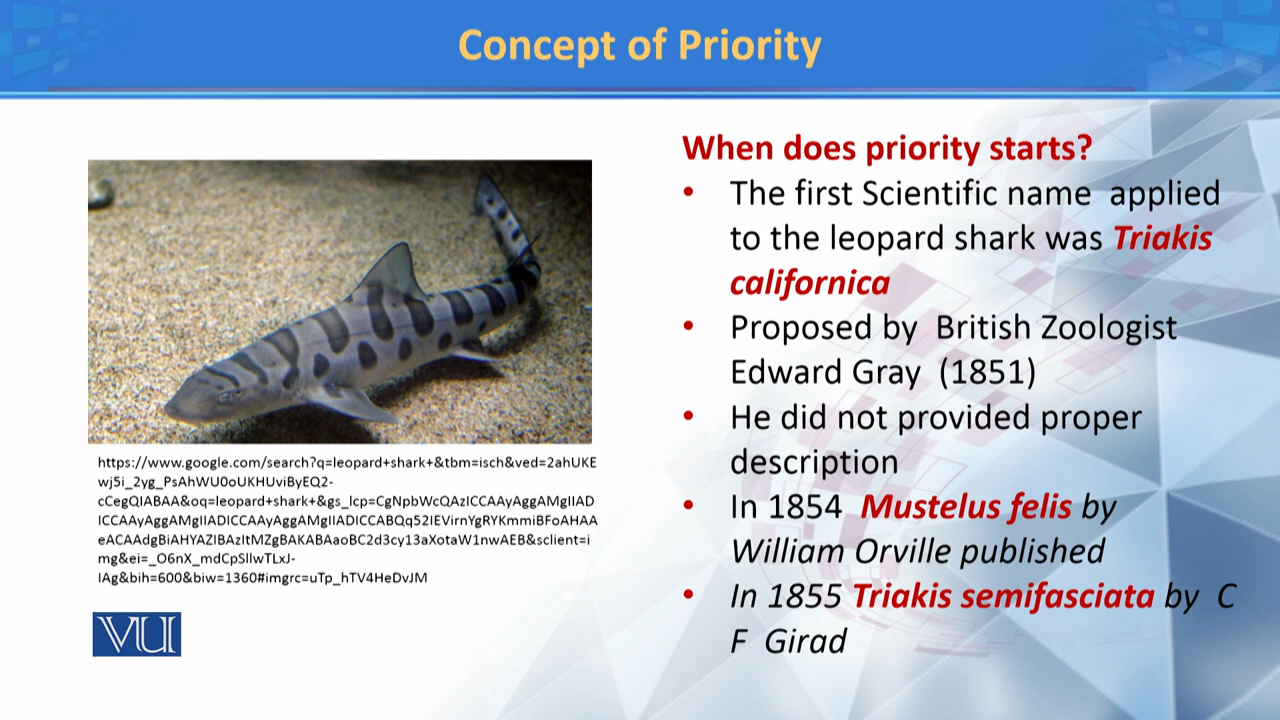 Concept of Priority
When does priority starts?
• The first Scientific name applied
to the leopard shark was Triakis
californica
• Proposed by British Zoologist
Edward Gray (1851)
• He did not provided proper
description
• In 1854 Mustelus felis by
William Orville published
• In 1855 Triakis semifasciata by C
F Girad
https://www.google.com/search?q=leopard+shark+&tbm=isch&ved=2ahUKE
wj5i_2yg_PsAhWU0oUKHUviByEQ2-
cCegQIABAA&oq=leopard+shark+&gs_lcp=CgNpbWcQAzICCAAyAggAMgIIAD
ICCAAyAggAMgIIADICCAAyAggAMgIIADICCABQq52IEVirnYgRYKmmiBFoAHAA
eACAAdgBiAHYAZIBAzItMZgBAKABAaoBC2d3cy13aXotaW1nwAEB&sclient=i
mg&ei=_O6nX_mdCpSllwTLxJ-
IAg&bih=600&biw=1360#imgrc=uTp_hTV4HeDvJM
VU